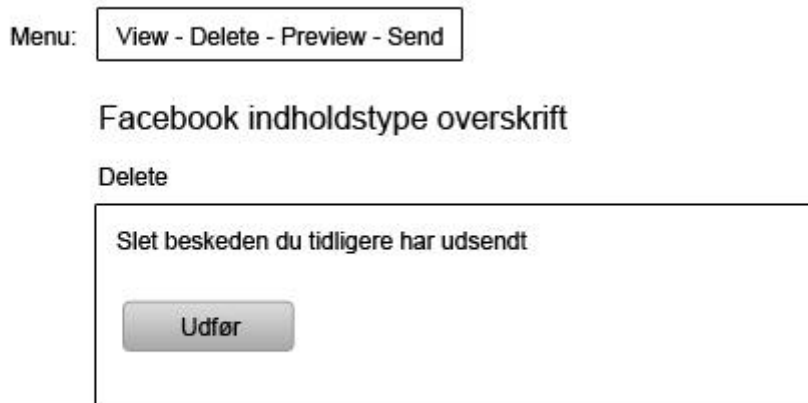 Menu: View - Delete - Preview - Send
Facebook indholdstype overskrift
Delete
Slet beskeden du tidligere har udsendt
Udfør